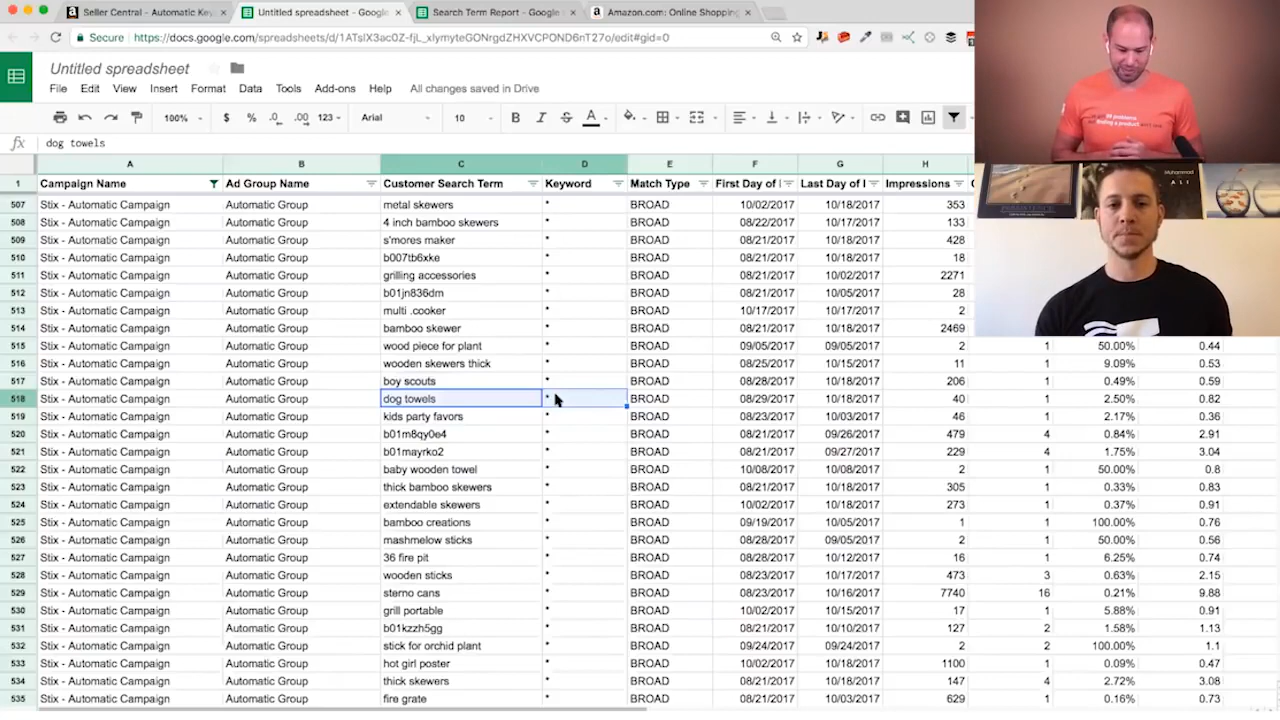 Seller Central - Automatic Key × Untitled spreadsheet - Google × Search Term Report - Google × Amazon.com: Online Shopping ×
Secure https://docs.google.com/spreadsheets/d/1ATslX3ac0Z-fjL_xlymyteGONrgdZHXVCPOND6nT27o/edit#gid=0
Untitled spreadsheet
File Edit View Insert Format Data Tools Add-ons Help All changes saved in Drive
100% $ % .0 .00 123 Arial 10 B I S A
fx dog towels
A B C D E F G H
1 Campaign Name Ad Group Name Customer Search Term Keyword Match Type First Day of Last Day of Impressions
507 Stix - Automatic Campaign Automatic Group metal skewers * BROAD 10/02/2017 10/18/2017 353
508 Stix - Automatic Campaign Automatic Group 4 inch bamboo skewers * BROAD 08/22/2017 10/17/2017 133
509 Stix - Automatic Campaign Automatic Group s'mores maker * BROAD 08/21/2017 10/18/2017 428
510 Stix - Automatic Campaign Automatic Group b007tb6xke * BROAD 08/21/2017 10/18/2017 18
511 Stix - Automatic Campaign Automatic Group grilling accessories * BROAD 08/21/2017 10/02/2017 2271
512 Stix - Automatic Campaign Automatic Group b01jn836dm * BROAD 08/21/2017 10/05/2017 28
513 Stix - Automatic Campaign Automatic Group multi .cooker * BROAD 10/17/2017 10/17/2017 2
514 Stix - Automatic Campaign Automatic Group bamboo skewer * BROAD 08/21/2017 10/18/2017 2469
515 Stix - Automatic Campaign Automatic Group wood piece for plant * BROAD 09/05/2017 09/05/2017 2 1 50.00% 0.44
516 Stix - Automatic Campaign Automatic Group wooden skewers thick * BROAD 08/25/2017 10/15/2017 11 1 9.09% 0.53
517 Stix - Automatic Campaign Automatic Group boy scouts * BROAD 08/28/2017 10/18/2017 206 1 0.49% 0.59
518 Stix - Automatic Campaign Automatic Group dog towels * BROAD 08/29/2017 10/18/2017 40 1 2.50% 0.82
519 Stix - Automatic Campaign Automatic Group kids party favors * BROAD 08/23/2017 10/03/2017 46 1 2.17% 0.36
520 Stix - Automatic Campaign Automatic Group b01m8qy0e4 * BROAD 08/21/2017 09/26/2017 479 4 0.84% 2.91
521 Stix - Automatic Campaign Automatic Group b01mayrko2 * BROAD 08/21/2017 09/27/2017 229 4 1.75% 3.04
522 Stix - Automatic Campaign Automatic Group baby wooden towel * BROAD 10/08/2017 10/08/2017 2 1 50.00% 0.8
523 Stix - Automatic Campaign Automatic Group thick bamboo skewers * BROAD 08/21/2017 10/18/2017 305 1 0.33% 0.83
524 Stix - Automatic Campaign Automatic Group extendable skewers * BROAD 10/02/2017 10/18/2017 273 1 0.37% 0.91
525 Stix - Automatic Campaign Automatic Group bamboo creations * BROAD 09/19/2017 10/05/2017 1 1 100.00% 0.76
526 Stix - Automatic Campaign Automatic Group mashmelow sticks * BROAD 08/28/2017 09/05/2017 2 1 50.00% 0.56
527 Stix - Automatic Campaign Automatic Group 36 fire pit * BROAD 08/28/2017 10/12/2017 16 1 6.25% 0.74
528 Stix - Automatic Campaign Automatic Group wooden sticks * BROAD 08/23/2017 10/17/2017 473 3 0.63% 2.15
529 Stix - Automatic Campaign Automatic Group sterno cans * BROAD 08/23/2017 10/16/2017 7740 16 0.21% 9.88
530 Stix - Automatic Campaign Automatic Group grill portable * BROAD 10/02/2017 10/15/2017 17 1 5.88% 0.91
531 Stix - Automatic Campaign Automatic Group b01kzzh5gg * BROAD 08/21/2017 10/10/2017 127 2 1.58% 1.13
532 Stix - Automatic Campaign Automatic Group stick for orchid plant * BROAD 09/24/2017 09/24/2017 2 2 100.00% 1.1
533 Stix - Automatic Campaign Automatic Group hot girl poster * BROAD 10/02/2017 10/18/2017 1100 1 0.09% 0.47
534 Stix - Automatic Campaign Automatic Group thick skewers * BROAD 08/21/2017 10/18/2017 147 4 2.72% 3.08
535 Stix - Automatic Campaign Automatic Group fire grate * BROAD 08/21/2017 10/03/2017 629 1 0.16% 0.73